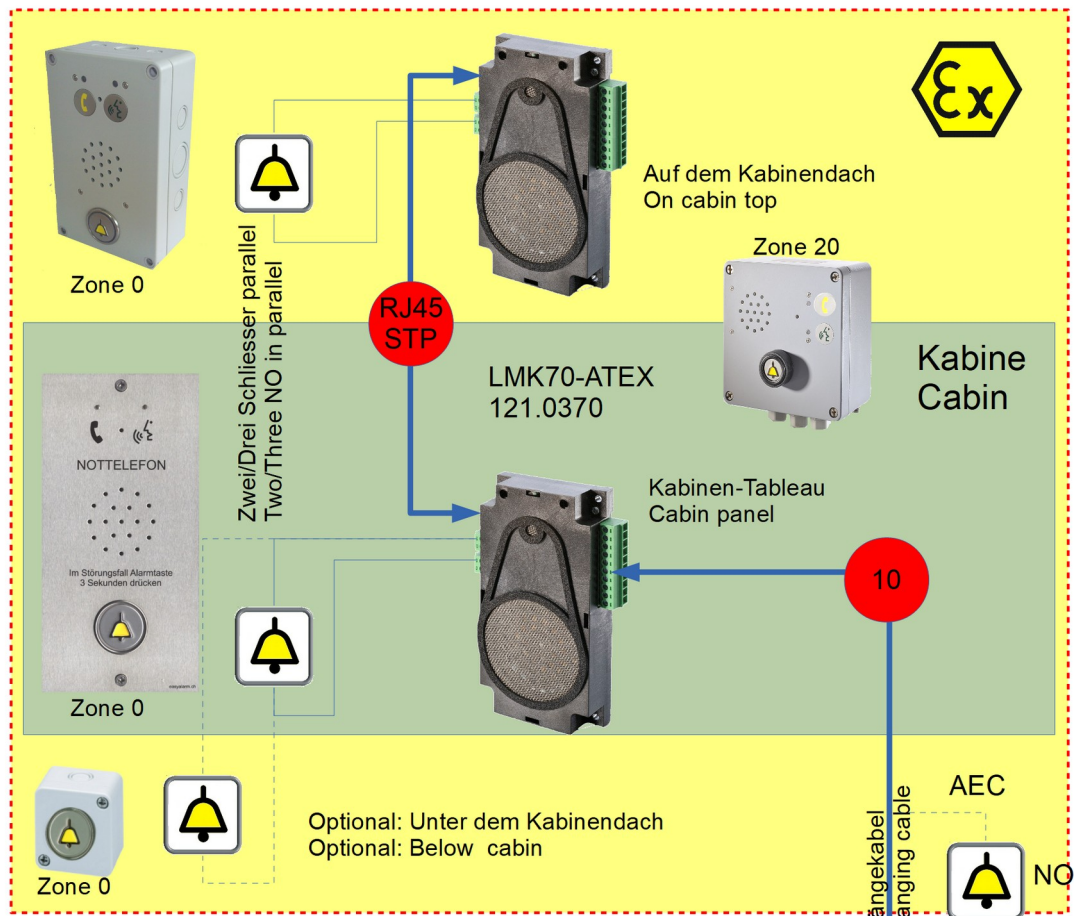 Ex
Auf dem Kabinendach
On cabin top
Zone 0
Zwei/Drei Schliesser parallel
Two/Three NO in parallel
Zone 20
RJ45
STP
LMK70-ATEX
121.0370
Kabine
Cabin
NOTTELEFON
Im Störungsfall Alarmtaste
3 Sekunden drücken
Zone 0
Kabinen-Tableau
Cabin panel
10
Optional: Unter dem Kabinendach
Optional: Below cabin
Zone 0
AEC
NO